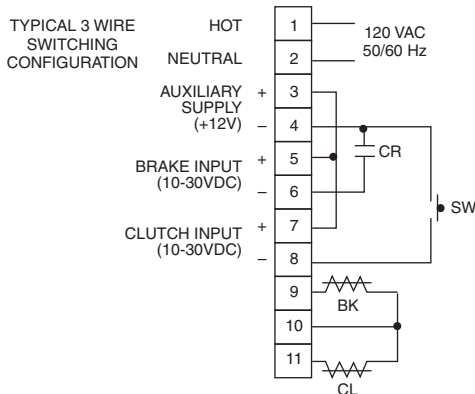 TYPICAL 3 WIRE
SWITCHING
CONFIGURATION
HOT 1
120 VAC
50/60 Hz
NEUTRAL 2
AUXILIARY
SUPPLY
(+12V)
+ 3
– 4
CR
BRAKE INPUT
(10-30VDC)
+ 5
– 6
SW
CLUTCH INPUT
(10-30VDC)
+ 7
– 8
9
BK
10
11
CL